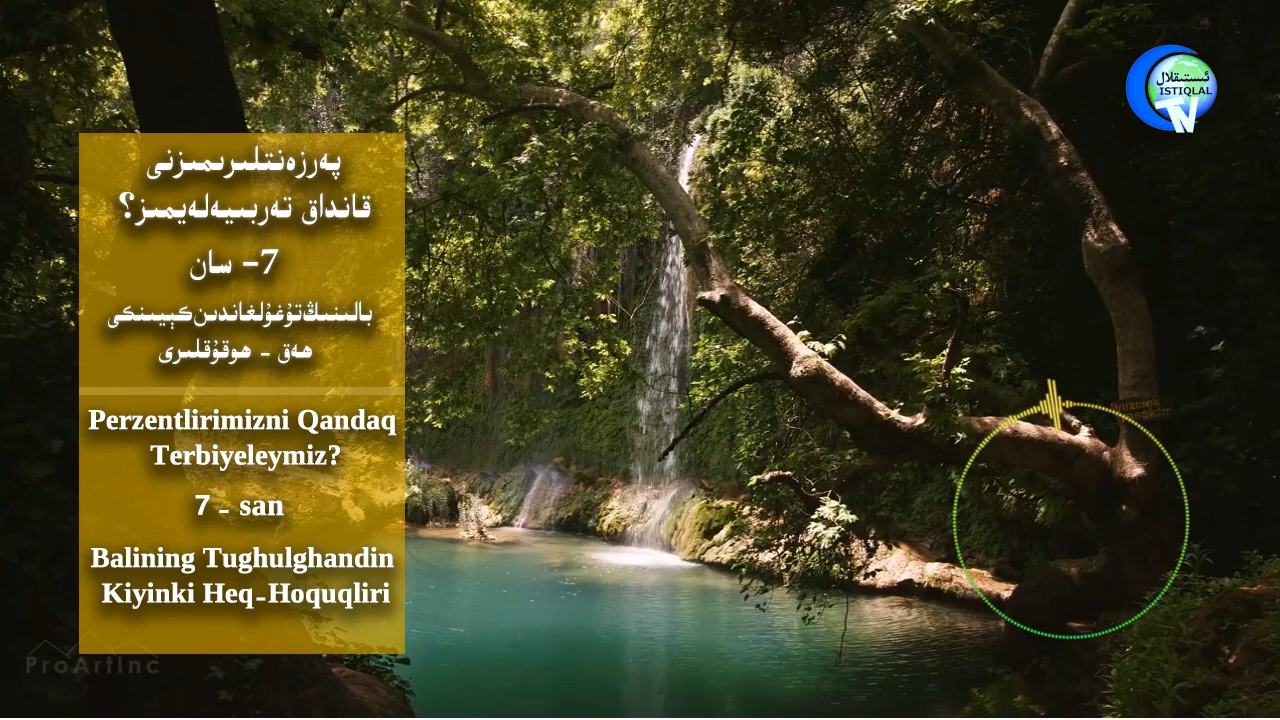 پەرزەنتلىرىمىزنى
قانداق تەربىيەلەيمىز؟
7- سان
بالىنىڭ تۇغۇلغاندىن كېيىنكى
ھەق - ھوقۇقلىرى
Perzentlirimizni Qandaq
Terbiyeleymiz?
7 - san
Balining Tughulghandin
Kiyinki Heq-Hoquqliri
ئىستىقلال
ISTIQLAL
TV
ProArtInc